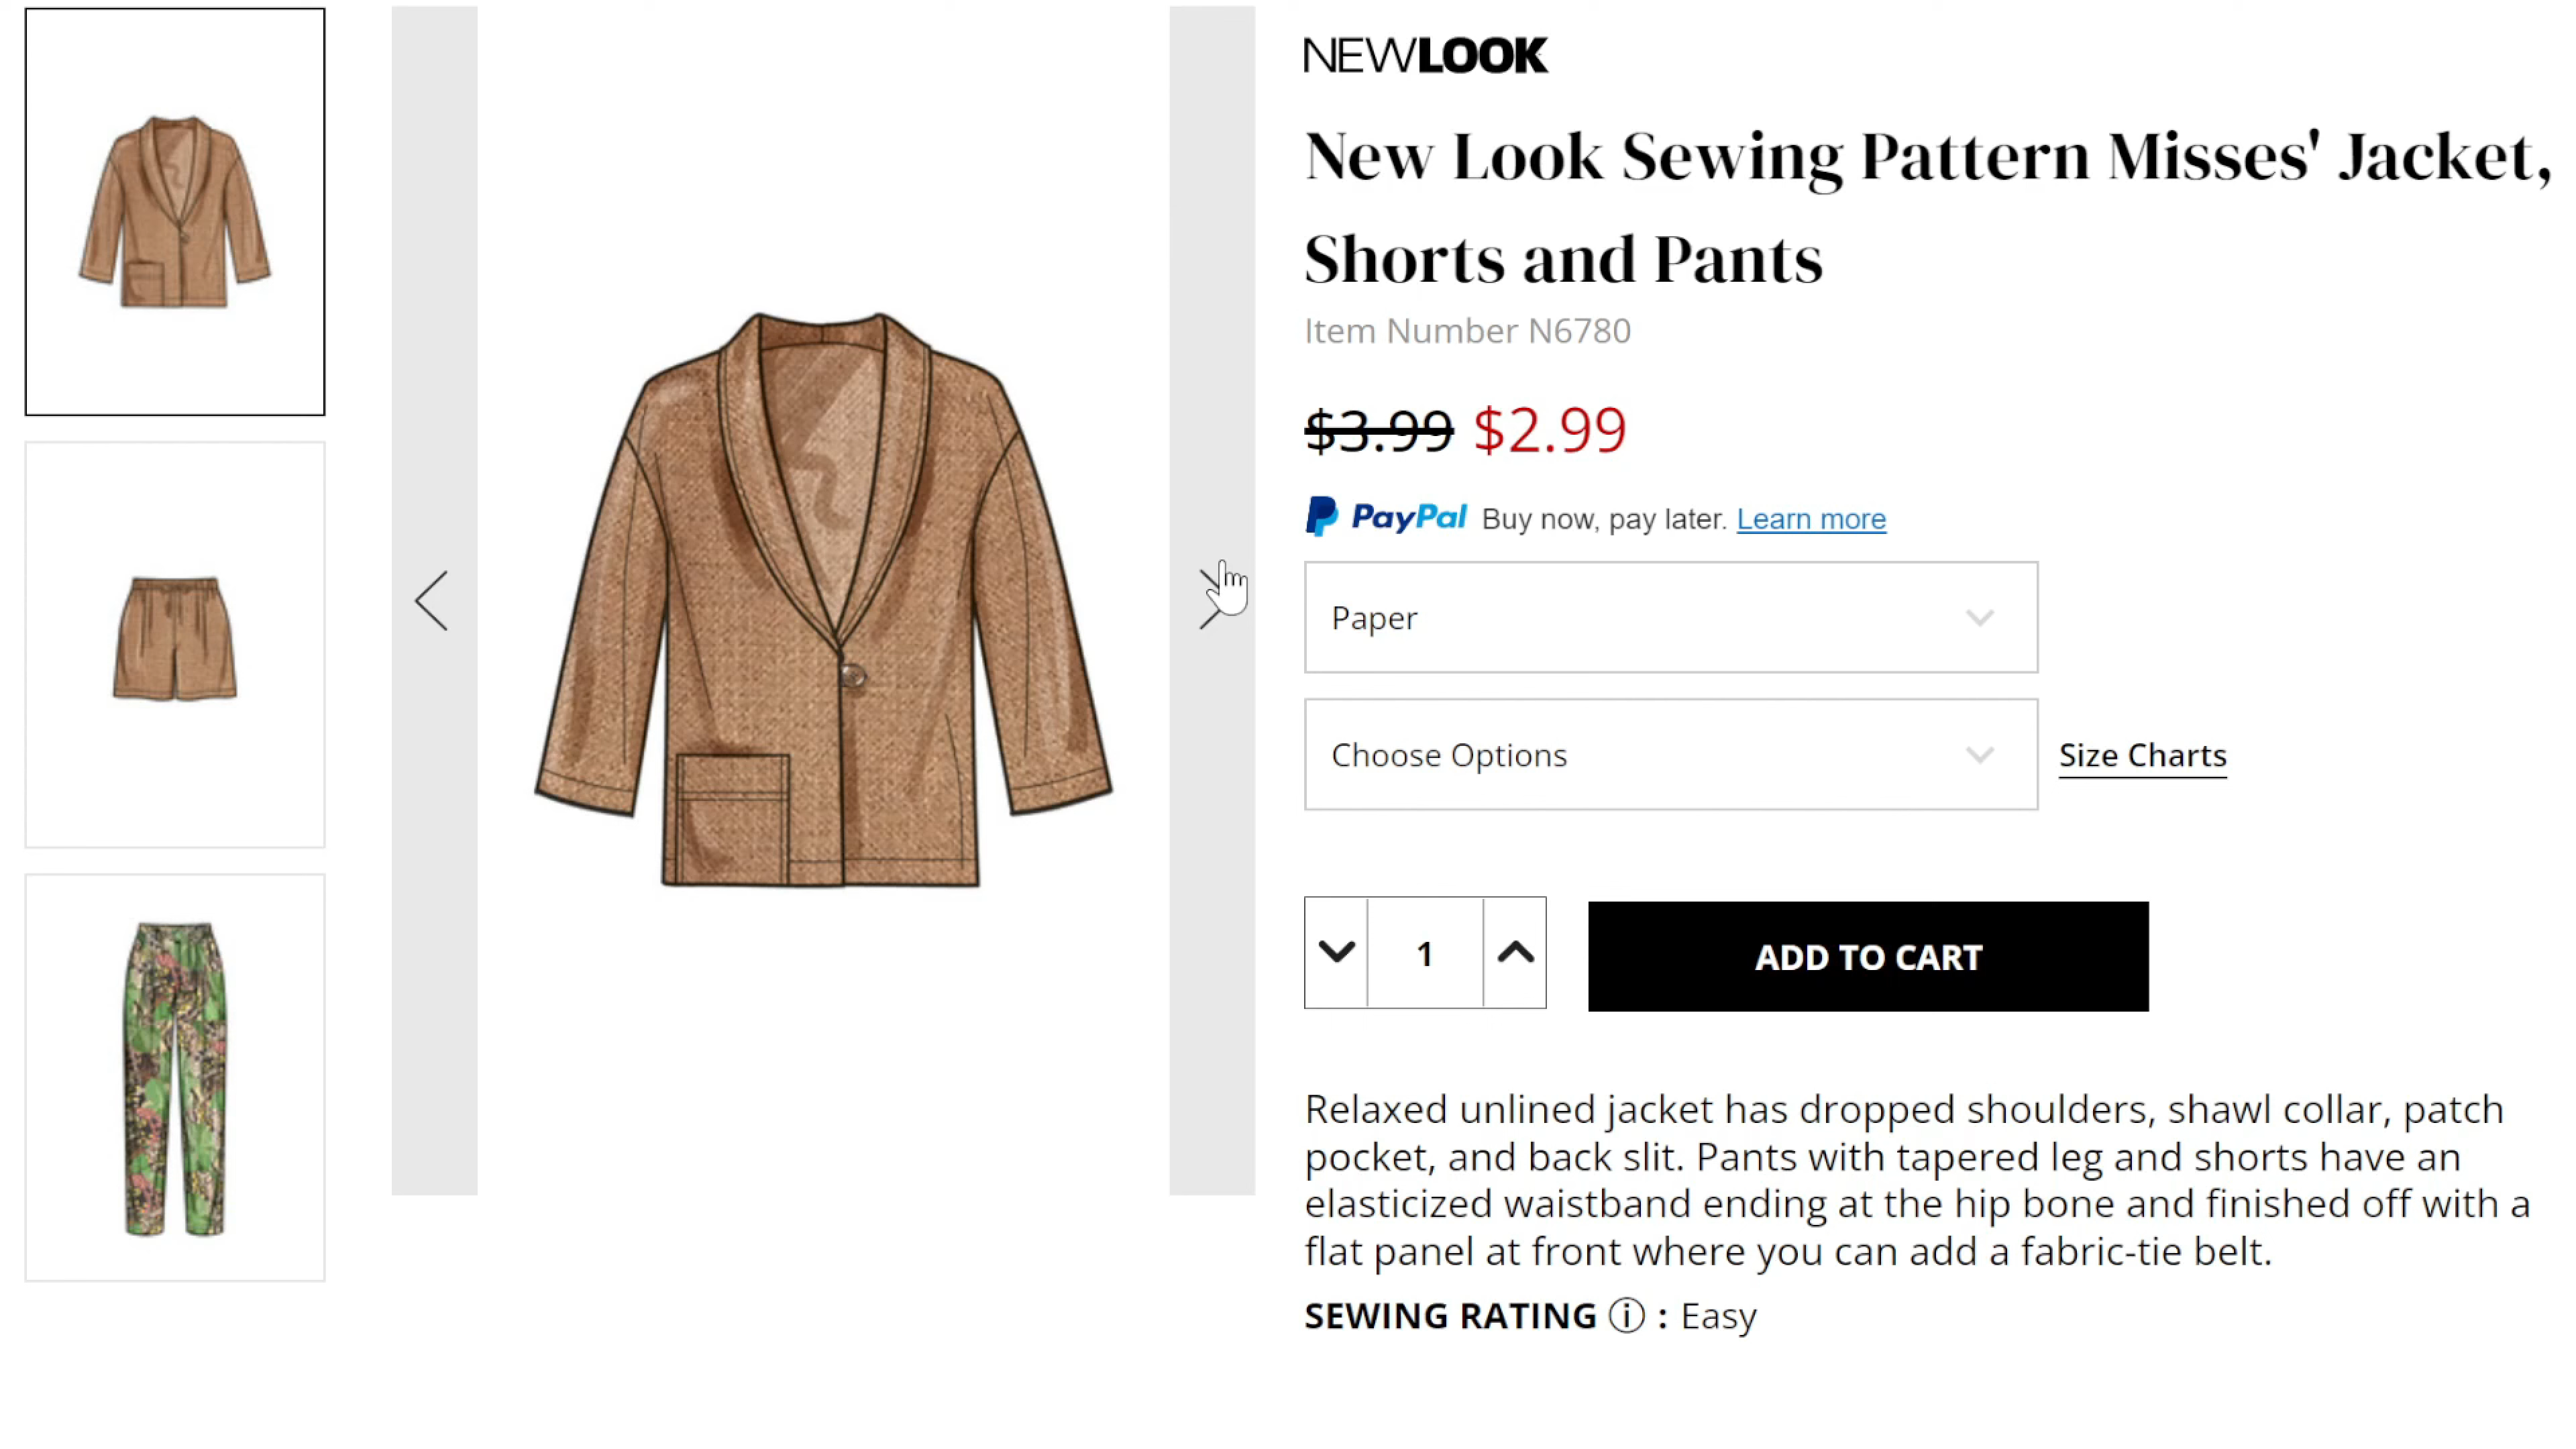 NEWLOOK
New Look Sewing Pattern Misses' Jacket,
Shorts and Pants
Item Number N6780
$3.99 $2.99
PayPal Buy now, pay later. Learn more
Paper
Choose Options
Size Charts
1
ADD TO CART
Relaxed unlined jacket has dropped shoulders, shawl collar, patch
pocket, and back slit. Pants with tapered leg and shorts have an
elasticized waistband ending at the hip bone and finished off with a
flat panel at front where you can add a fabric-tie belt.
SEWING RATING ⓘ : Easy